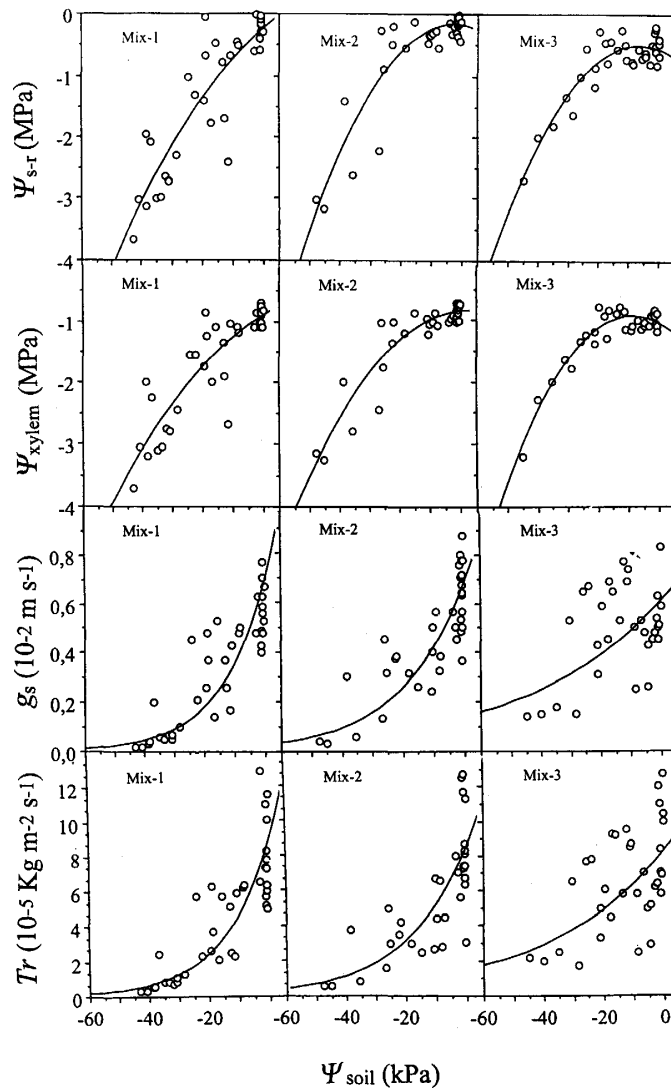 0
Mix-1
Mix-2
Mix-3
-1
-2
-3
-4
Ψs-r (MPa)
Mix-1
Mix-2
Mix-3
-1
-2
-3
-4
Ψxylem (MPa)
Mix-1
Mix-2
Mix-3
0,8
0,6
0,4
0,2
0,0
gs (10-2 m s-1)
Mix-1
Mix-2
Mix-3
12
10
8
6
4
2
0
Tr (10-5 Kg m-2 s-1)
-60 -40 -20 -60 -40 -20 -60 -40 -20 0
Ψsoil (kPa)